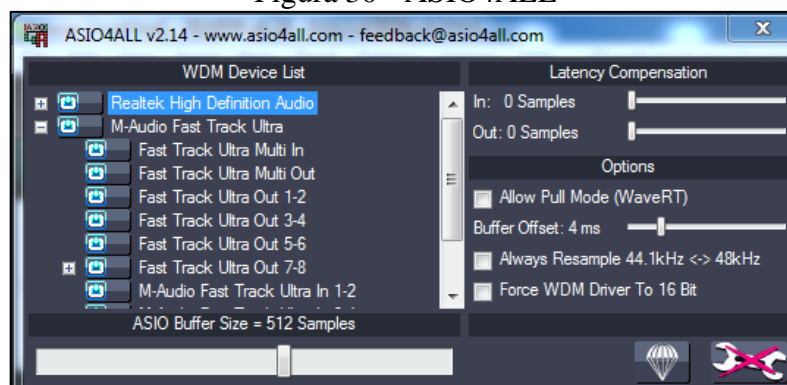 Figura 30 - ASIO4ALL
ASIO4ALL v2.14 - www.asio4all.com - feedback@asio4all.com
WDM Device List
Realtek High Definition Audio
M-Audio Fast Track Ultra
Fast Track Ultra Multi In
Fast Track Ultra Multi Out
Fast Track Ultra Out 1-2
Fast Track Ultra Out 3-4
Fast Track Ultra Out 5-6
Fast Track Ultra Out 7-8
M-Audio Fast Track Ultra In 1-2
ASIO Buffer Size = 512 Samples
Latency Compensation
In: 0 Samples
Out: 0 Samples
Options
Allow Pull Mode (WaveRT)
Buffer Offset: 4 ms
Always Resample 44.1kHz <-> 48kHz
Force WDM Driver To 16 Bit